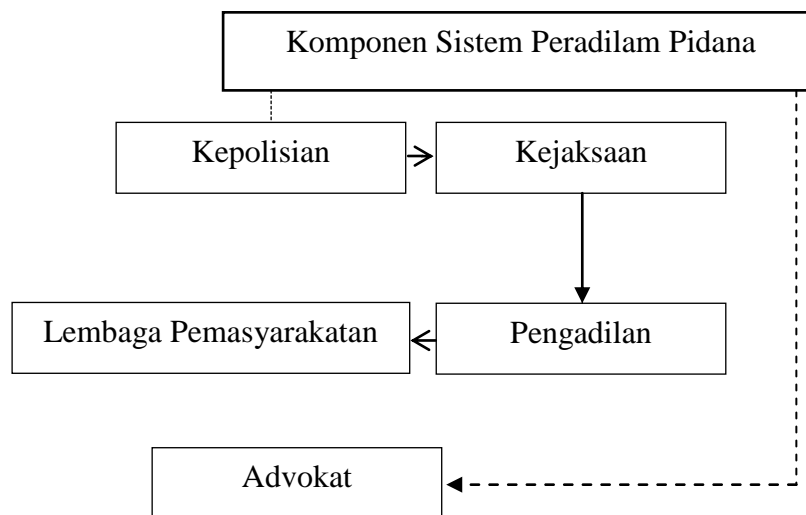 Komponen Sistem Peradilam Pidana
Kepolisian
Kejaksaan
Lembaga Pemasyarakatan
Pengadilan
Advokat